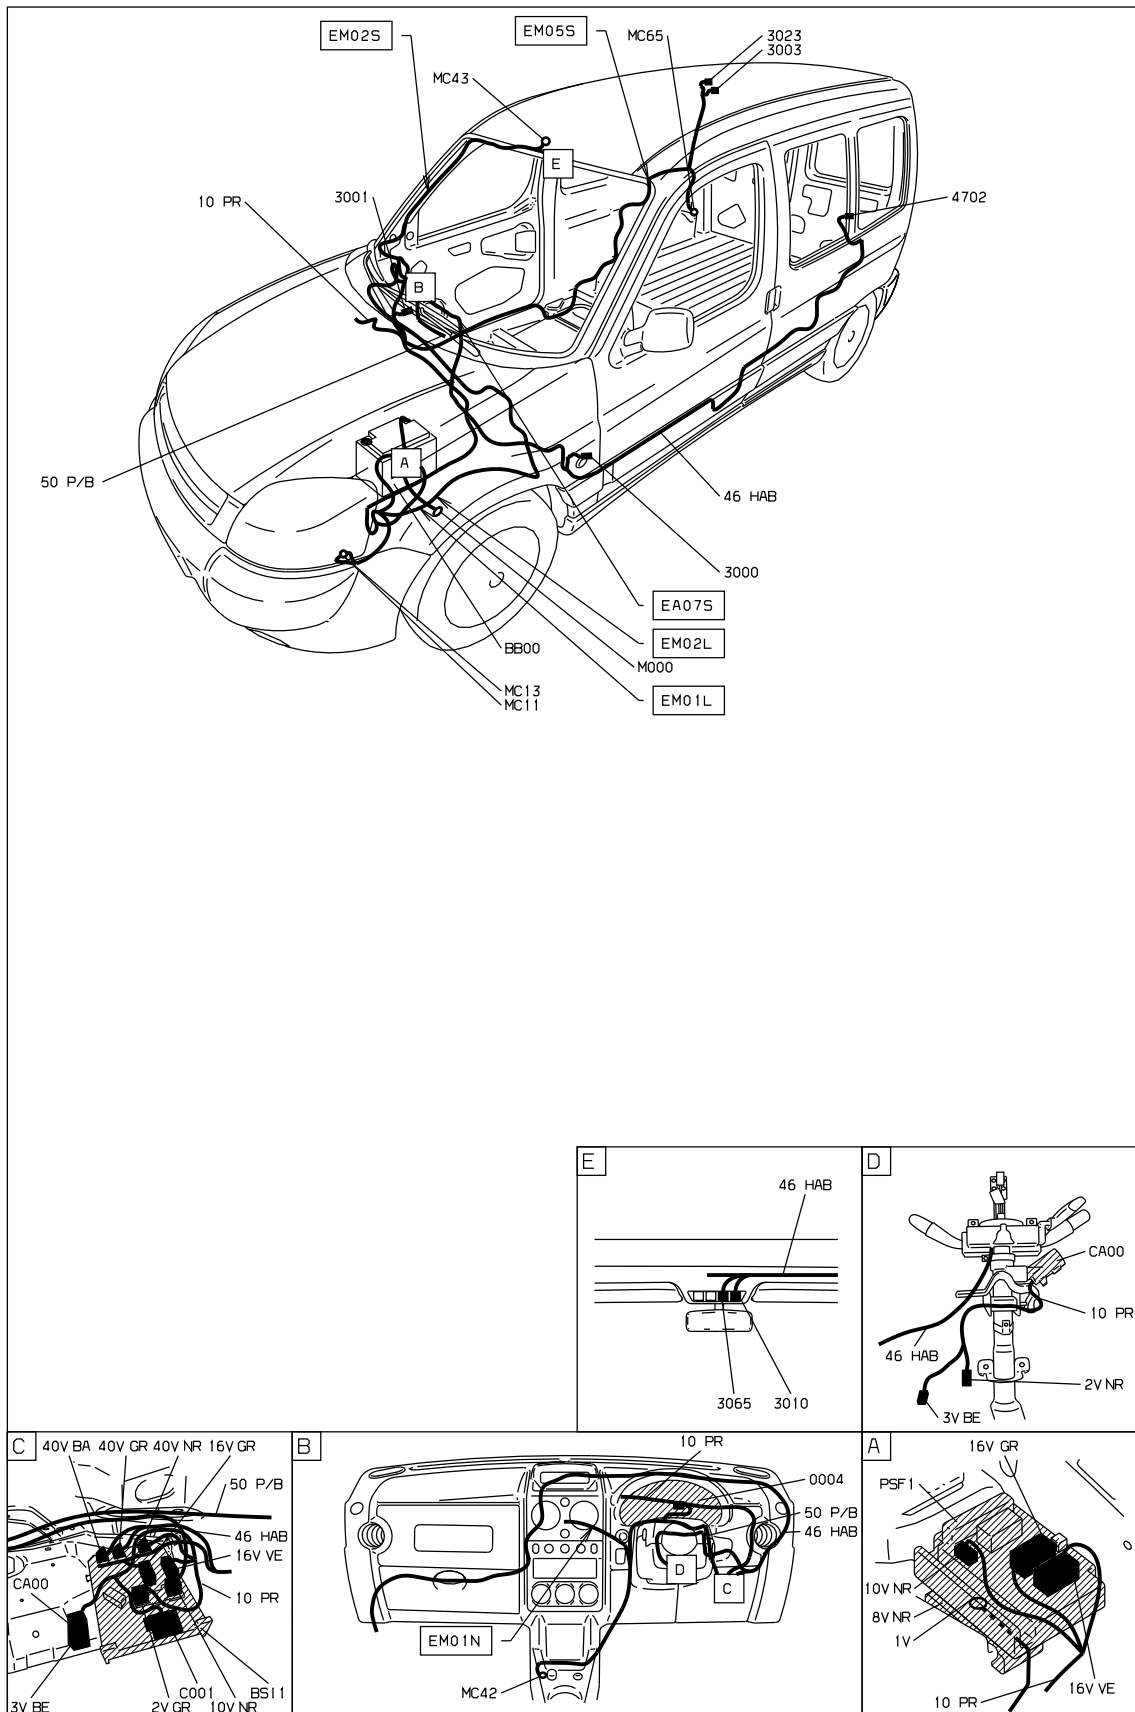 EM02S
EM05S
MC65
3023
3003
MC43
E
10 PR
3001
4702
B
50 P/B
A
46 HAB
3000
EA07S
BB00
EM02L
M000
MC13
MC11
EM01L
E
46 HAB
3065 3010
D
CA00
10 PR
46 HAB
2V NR
3V BE
C
40V BA 40V GR 40V NR 16V GR
50 P/B
46 HAB
16V VE
CA00
10 PR
C001
BSI1
3V BE
2V GR
10V NR
B
10 PR
0004
50 P/B
46 HAB
D
C
EM01N
MC42
A
16V GR
PSF1
10V NR
8V NR
1V
16V VE
10 PR